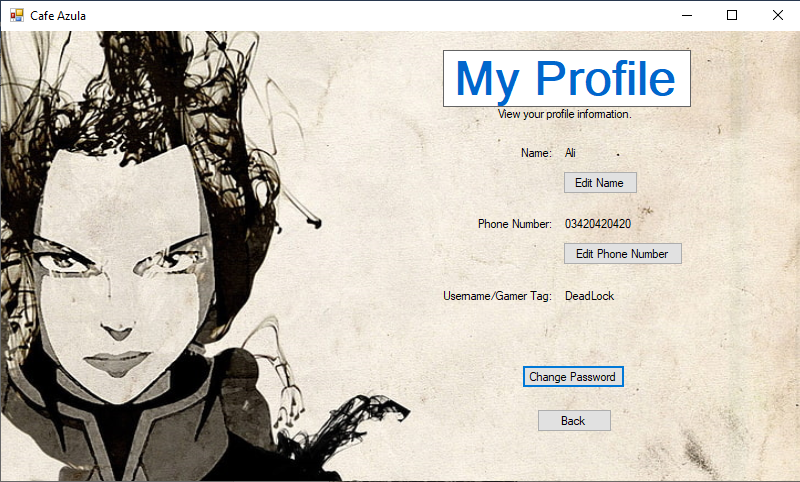 Cafe Azula
My Profile
View your profile information.
Name: Ali
Edit Name
Phone Number: 03420420420
Edit Phone Number
Username/Gamer Tag: DeadLock
Change Password
Back